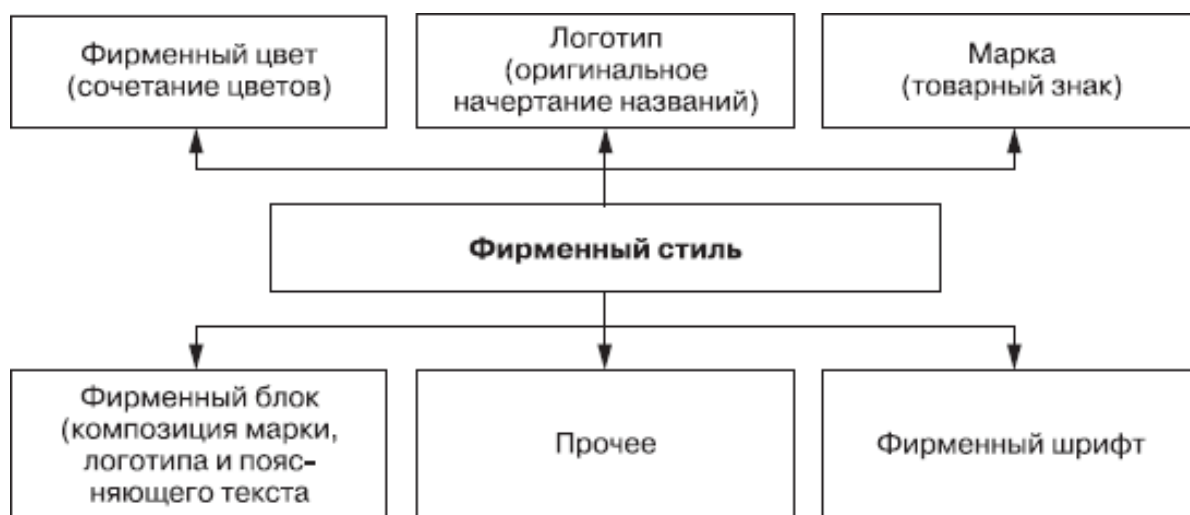 Фирменный цвет
(сочетание цветов)
Логотип
(оригинальное
начертание названий)
Марка
(товарный знак)
Фирменный стиль
Фирменный блок
(композиция марки,
логотипа и пояс-
няющего текста
Прочее
Фирменный шрифт